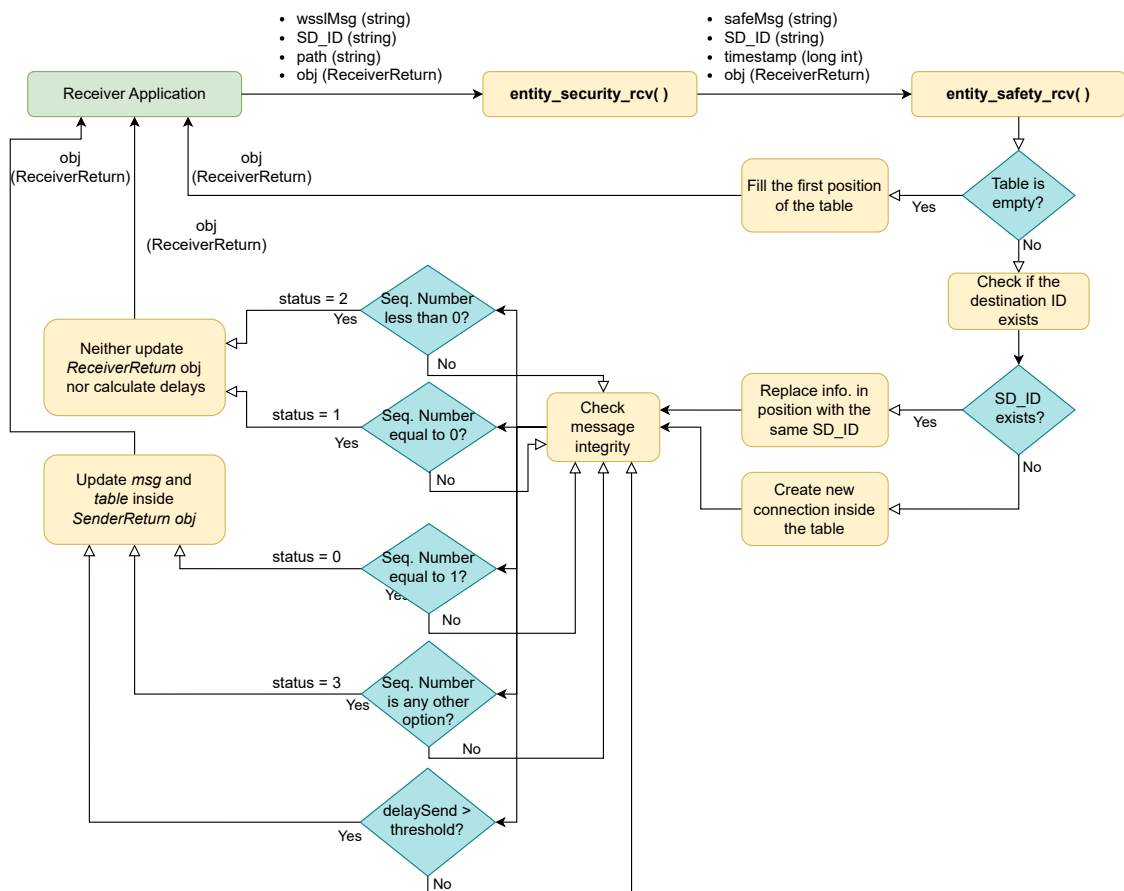 • wsslMsg (string)
• SD_ID (string)
• path (string)
• obj (ReceiverReturn)
• safeMsg (string)
• SD_ID (string)
• timestamp (long int)
• obj (ReceiverReturn)
Receiver Application
entity_security_rcv( )
entity_safety_rcv( )
obj
(ReceiverReturn)
obj
(ReceiverReturn)
obj
(ReceiverReturn)
Fill the first position
of the table
Yes
Table is
empty?
No
Check if the
destination ID
exists
status = 2
Yes
Seq. Number
less than 0?
No
Neither update
ReceiverReturn obj
nor calculate delays
status = 1
Yes
Seq. Number
equal to 0?
No
Check
message
integrity
Replace info. in
position with the
same SD_ID
Yes
SD_ID
exists?
No
Update msg and
table inside
SenderReturn obj
Create new
connection inside
the table
status = 0
Yes
Seq. Number
equal to 1?
No
status = 3
Yes
Seq. Number
is any other
option?
No
Yes
delaySend >
threshold?
No